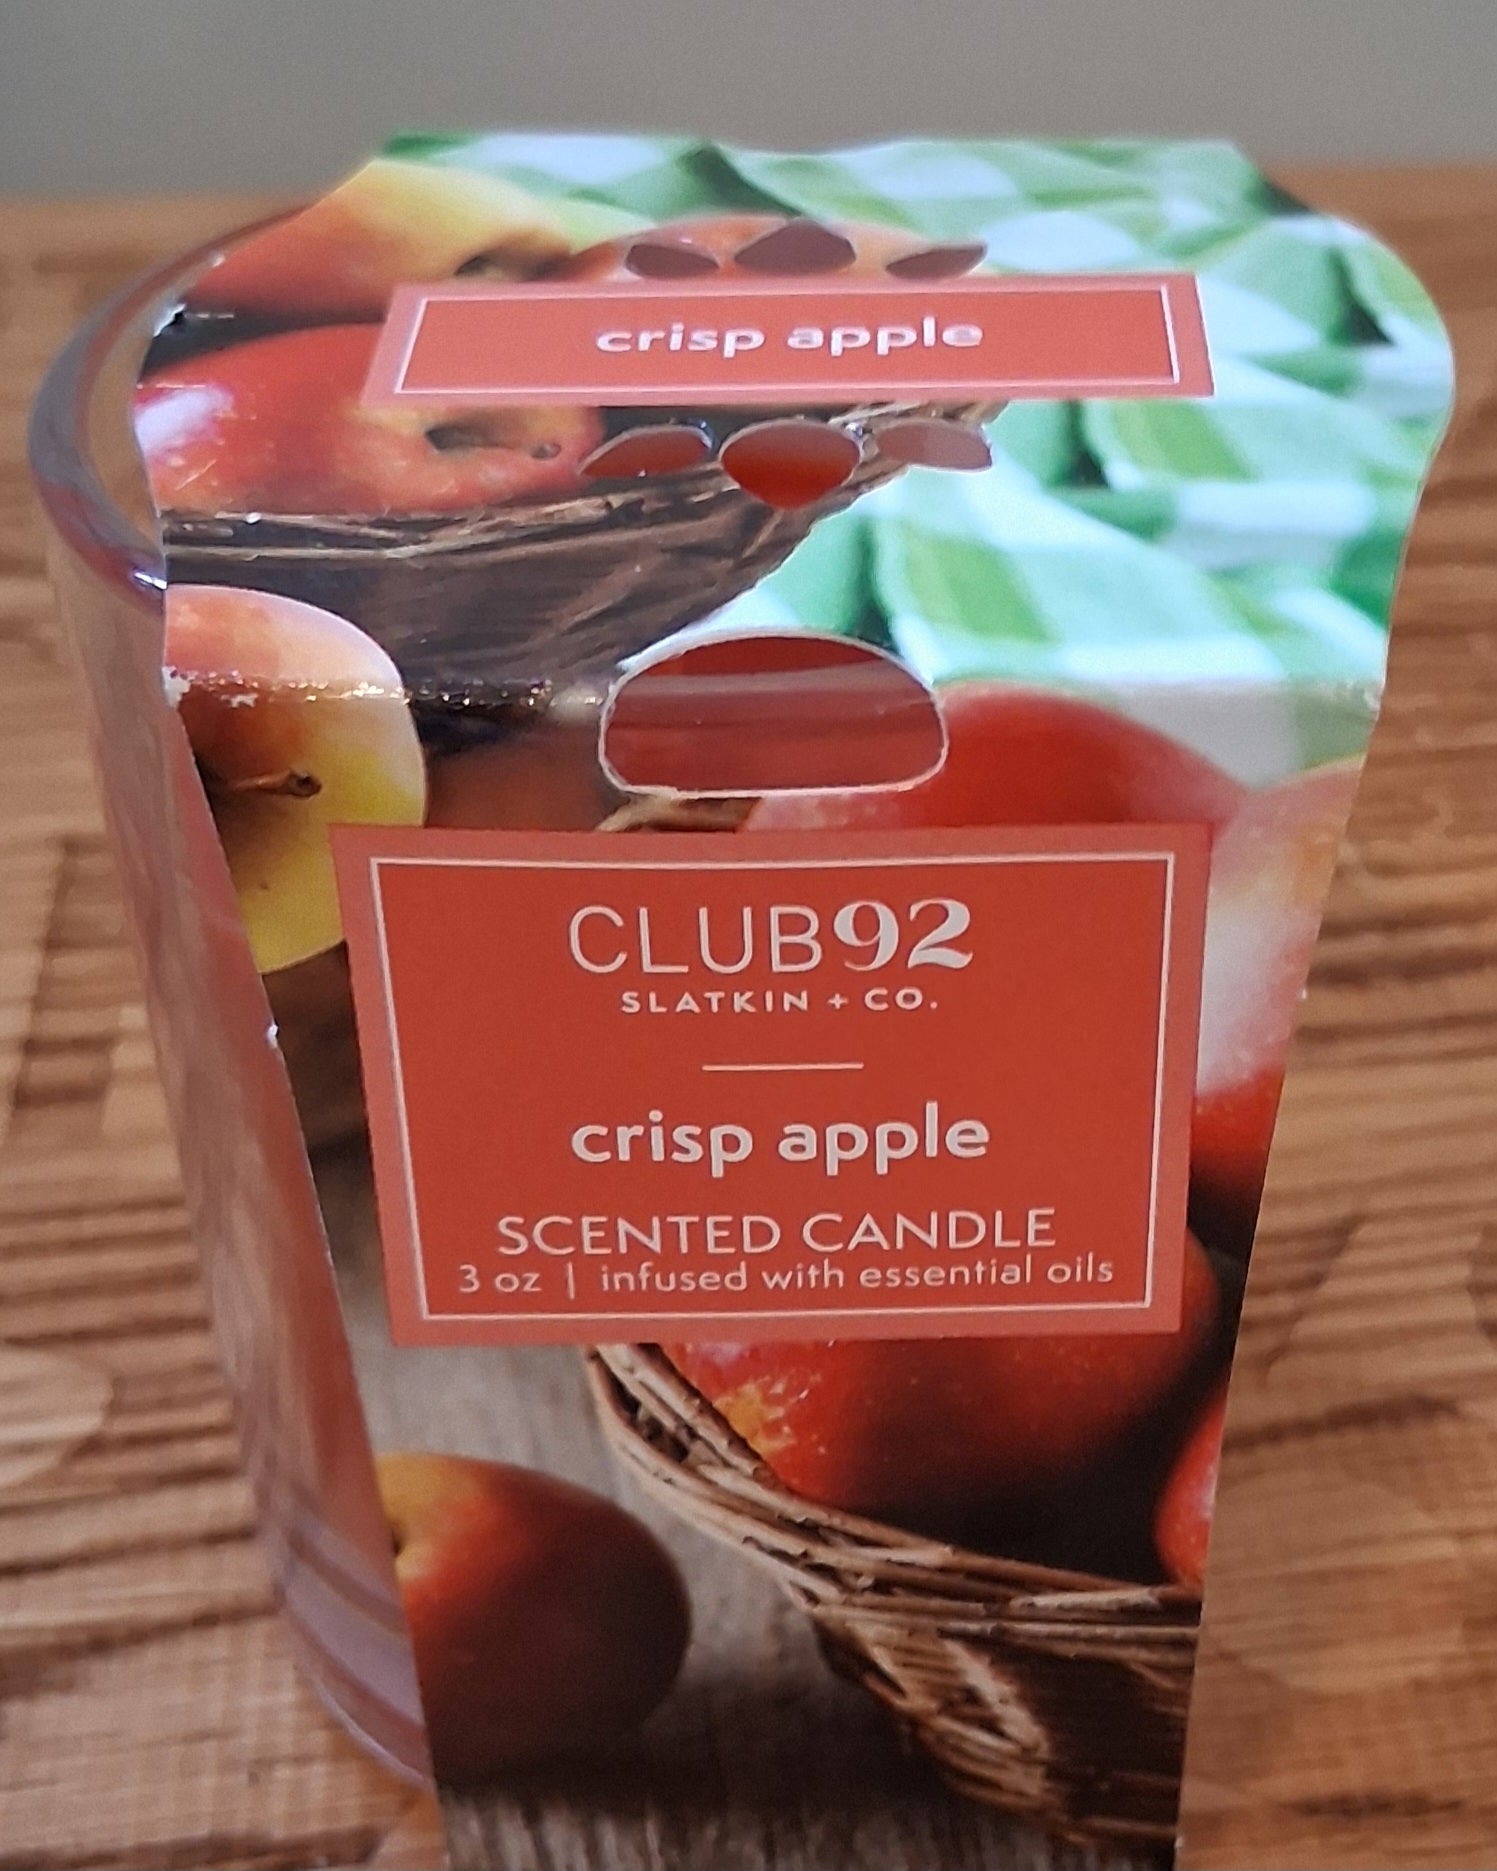 crisp apple
CLUB92
SLATKIN + CO.
crisp apple
SCENTED CANDLE
3 oz | infused with essential oils